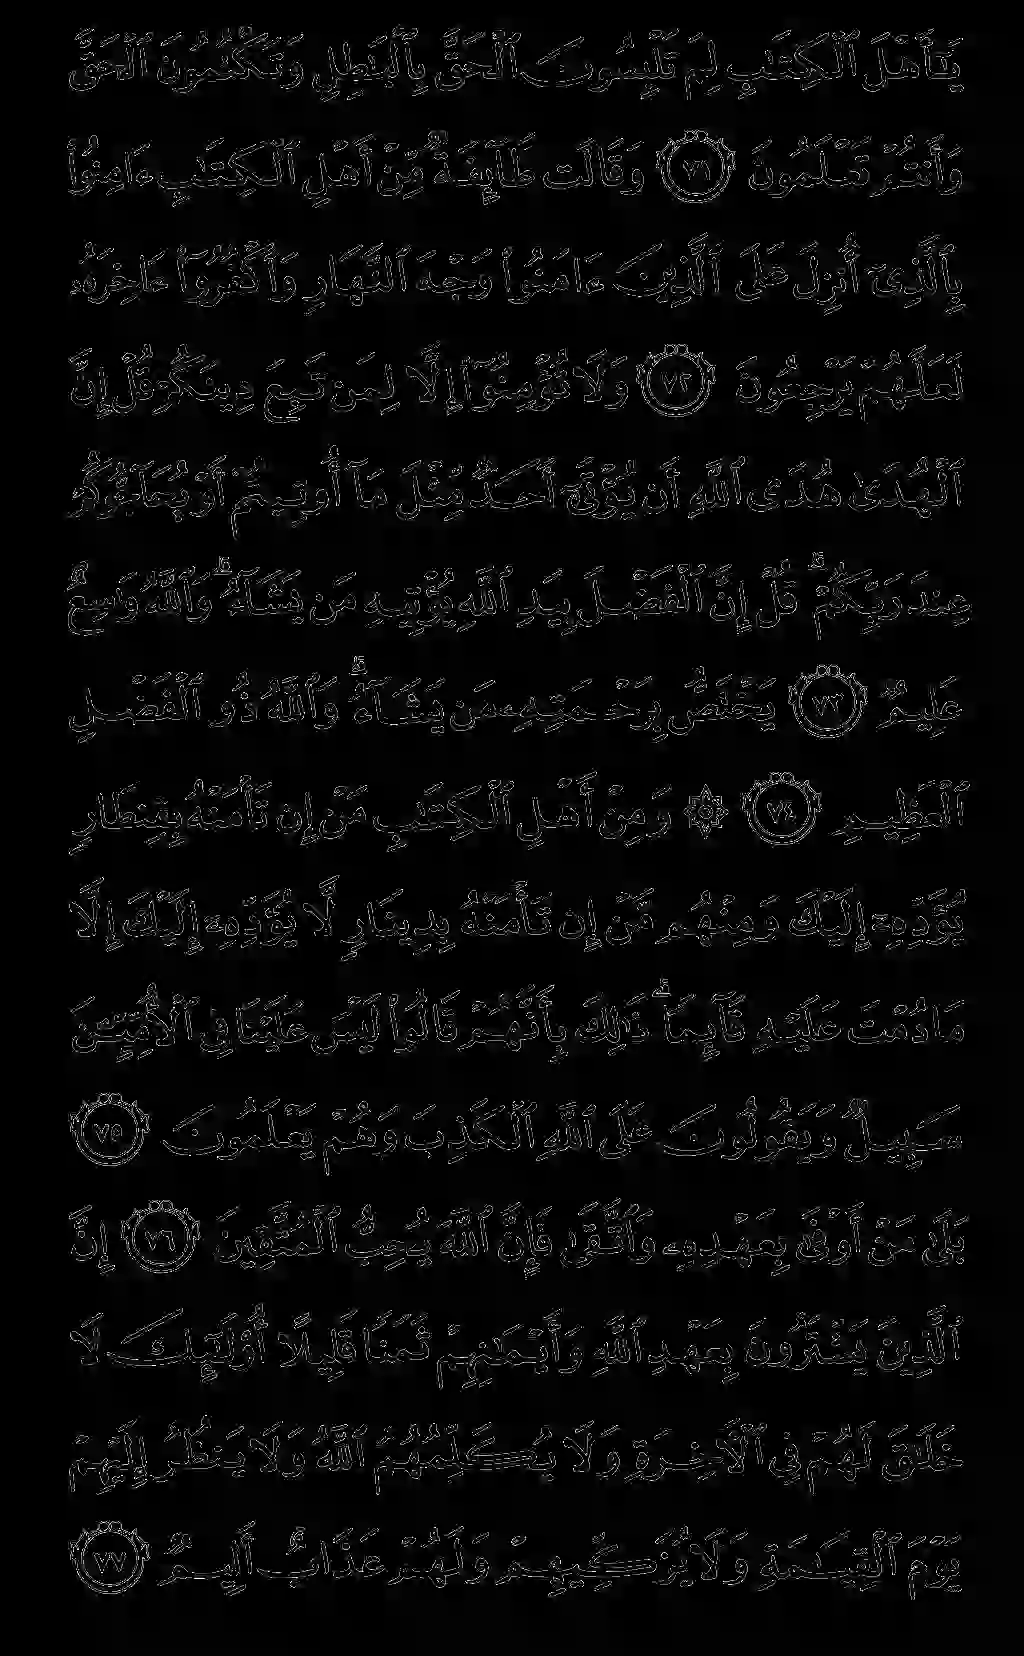 يَـٰٓأَهْلَ ٱلْكِتَـٰبِ لِمَ تَلْبِسُونَ ٱلْحَقَّ بِٱلْبَـٰطِلِ وَتَكْتُمُونَ ٱلْحَقَّ
وَأَنتُمْ تَعْلَمُونَ ٧١ وَقَالَت طَّآئِفَةٌ مِّنْ أَهْلِ ٱلْكِتَـٰبِ ءَامِنُوا۟
بِٱلَّذِىٓ أُنزِلَ عَلَى ٱلَّذِينَ ءَامَنُوا۟ وَجْهَ ٱلنَّهَارِ وَٱكْفُرُوٓا۟ ءَاخِرَهُۥ
لَعَلَّهُمْ يَرْجِعُونَ ٧٢ وَلَا تُؤْمِنُوٓا۟ إِلَّا لِمَن تَبِعَ دِينَكُمْ قُلْ إِنَّ
ٱلْهُدَىٰ هُدَى ٱللَّهِ أَن يُؤْتَىٰٓ أَحَدٌ مِّثْلَ مَآ أُوتِيتُمْ أَوْ يُحَآجُّوكُمْ
عِندَ رَبِّكُمْ ۗ قُلْ إِنَّ ٱلْفَضْلَ بِيَدِ ٱللَّهِ يُؤْتِيهِ مَن يَشَآءُ ۗ وَٱللَّهُ وَٰسِعٌ
عَلِيمٌ ٧٣ يَخْتَصُّ بِرَحْمَتِهِۦ مَن يَشَآءُ ۗ وَٱللَّهُ ذُو ٱلْفَضْلِ
ٱلْعَظِيمِ ٧٤ ۞ وَمِنْ أَهْلِ ٱلْكِتَـٰبِ مَنْ إِن تَأْمَنْهُ بِقِنطَارٍ
يُؤَدِّهِۦٓ إِلَيْكَ وَمِنْهُم مَّنْ إِن تَأْمَنْهُ بِدِينَارٍ لَّا يُؤَدِّهِۦٓ إِلَيْكَ إِلَّا
مَا دُمْتَ عَلَيْهِ قَآئِمًا ۗ ذَٰلِكَ بِأَنَّهُمْ قَالُوا۟ لَيْسَ عَلَيْنَا فِى ٱلْأُمِّيِّـۧنَ
سَبِيلٌ وَيَقُولُونَ عَلَى ٱللَّهِ ٱلْكَذِبَ وَهُمْ يَعْلَمُونَ ٧٥
بَلَىٰ مَنْ أَوْفَىٰ بِعَهْدِهِۦ وَٱتَّقَىٰ فَإِنَّ ٱللَّهَ يُحِبُّ ٱلْمُتَّقِينَ ٧٦ إِنَّ
ٱلَّذِينَ يَشْتَرُونَ بِعَهْدِ ٱللَّهِ وَأَيْمَـٰنِهِمْ ثَمَنًا قَلِيلًا أُو۟لَـٰٓئِكَ لَا
خَلَـٰقَ لَهُمْ فِى ٱلْـَٔاخِرَةِ وَلَا يُكَلِّمُهُمُ ٱللَّهُ وَلَا يَنظُرُ إِلَيْهِمْ
يَوْمَ ٱلْقِيَـٰمَةِ وَلَا يُزَكِّيهِمْ وَلَهُمْ عَذَابٌ أَلِيمٌ ٧٧